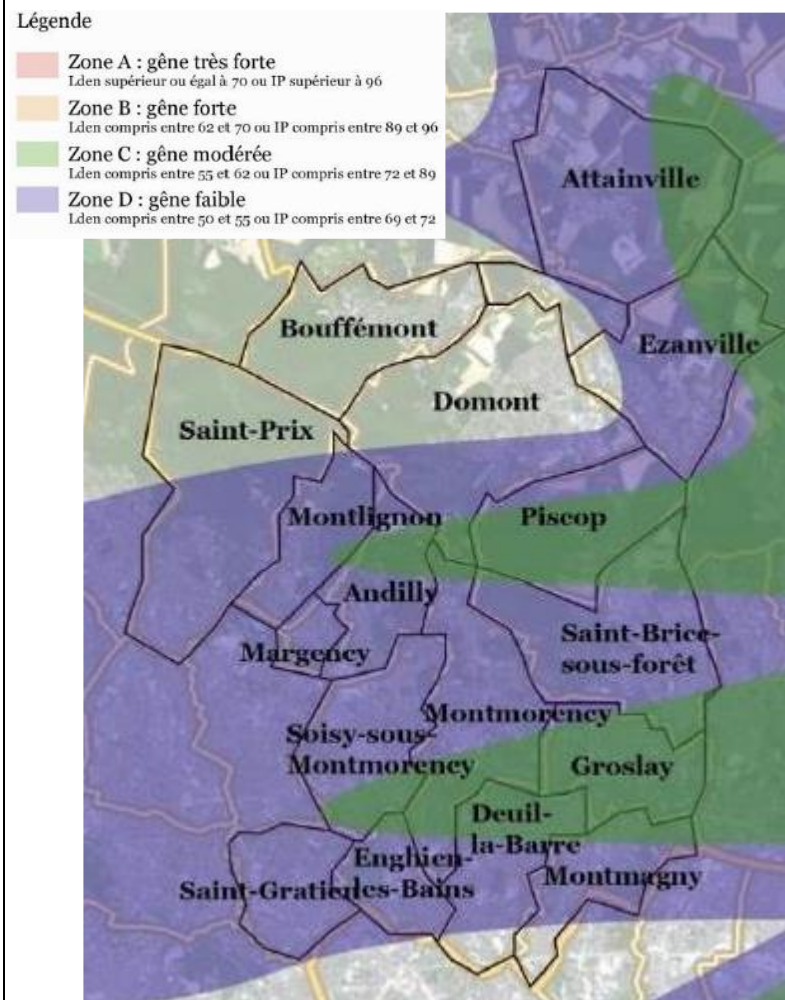 Légende
Zone A : gêne très forte
Lden supérieur ou égal à 70 ou IP supérieur à 96
Zone B : gêne forte
Lden compris entre 62 et 70 ou IP compris entre 89 et 96
Zone C : gêne modérée
Lden compris entre 55 et 62 ou IP compris entre 72 et 89
Zone D : gêne faible
Lden compris entre 50 et 55 ou IP compris entre 69 et 72
Attainville
Bouffémont
Ezanville
Domont
Saint-Prix
Montlignon
Piscop
Andilly
Saint-Brice-
sous-forêt
Margency
Montmorency
Soisy-sous-
Montmorency
Groslay
Deuil-
la-Barre
Enghien-
les-Bains
Saint-Gratien
Montmagny